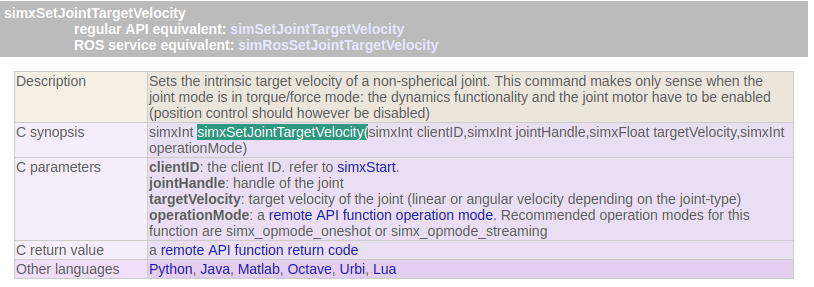 simxSetJointTargetVelocity
regular API equivalent: simSetJointTargetVelocity
ROS service equivalent: simRosSetJointTargetVelocity
Description
Sets the intrinsic target velocity of a non-spherical joint. This command makes only sense when the
joint mode is in torque/force mode: the dynamics functionality and the joint motor have to be enabled
(position control should however be disabled)
C synopsis
simxInt simxSetJointTargetVelocity(simxInt clientID,simxInt jointHandle,simxFloat targetVelocity,simxInt
operationMode)
C parameters
clientID: the client ID. refer to simxStart.
jointHandle: handle of the joint
targetVelocity: target velocity of the joint (linear or angular velocity depending on the joint-type)
operationMode: a remote API function operation mode. Recommended operation modes for this
function are simx_opmode_oneshot or simx_opmode_streaming
C return value
a remote API function return code
Other languages
Python, Java, Matlab, Octave, Urbi, Lua